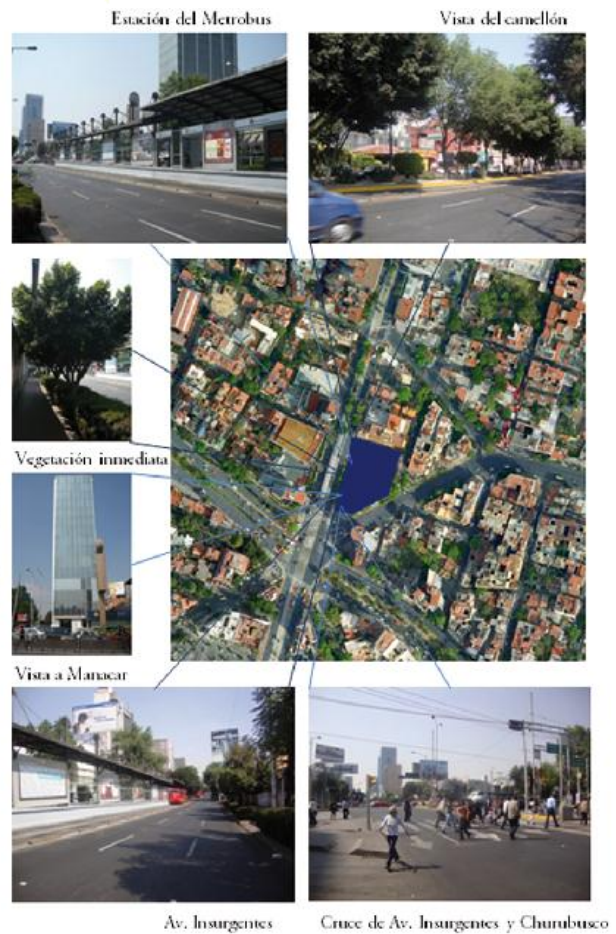 Estación del Metrobus
Vista del camellón
Vegetación inmediata
Vista a Manacar
Av. Insurgentes
Cruce de Av. Insurgentes y Churubusco